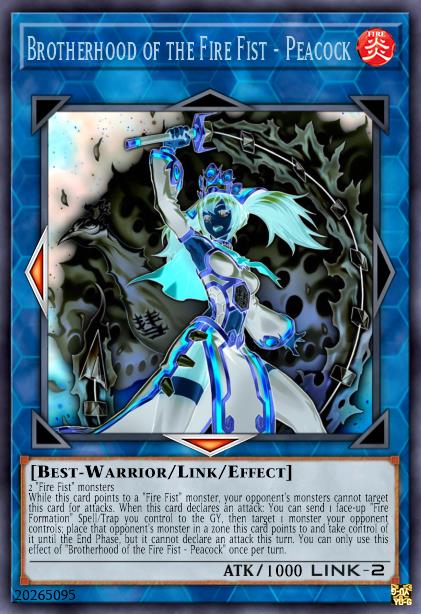 BROTHERHOOD OF THE FIRE FIST - PEACOCK
FIRE
炎
[BEST-WARRIOR/LINK/EFFECT]
2 "Fire Fist" monsters
While this card points to a "Fire Fist" monster, your opponent's monsters cannot target
this card for attacks. When this card declares an attack: You can send 1 face-up "Fire
Formation" Spell/Trap you control to the GY, then target 1 monster your opponent
controls; place that opponent's monster in a zone this card points to and take control of
it until the End Phase, but it cannot declare an attack this turn. You can only use this
effect of "Brotherhood of the Fire Fist - Peacock" once per turn.
ATK/1000 LINK-2
20265095